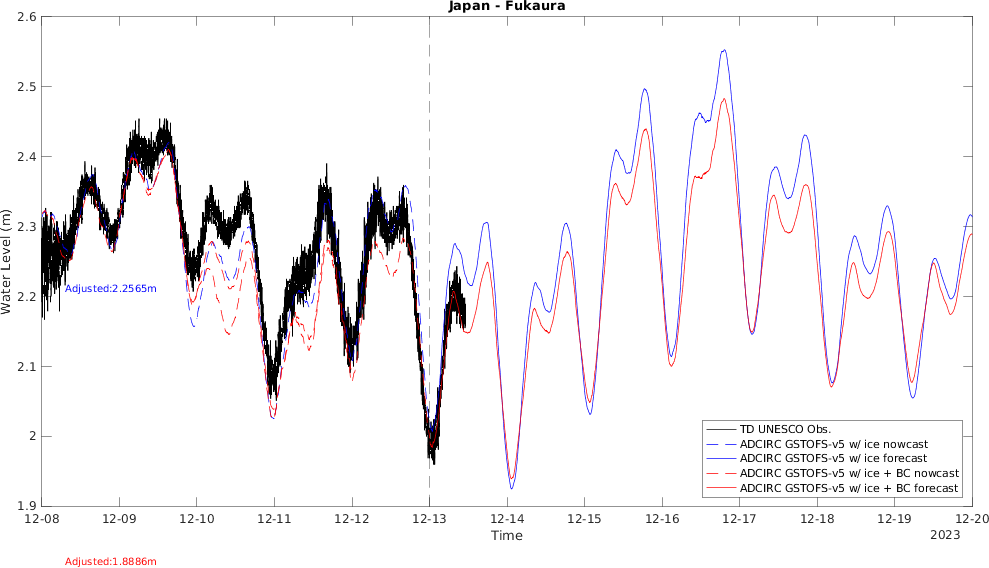 Japan - Fukaura
Water Level (m)
2.6
2.5
2.4
2.3
2.2
2.1
2
1.9
Adjusted:2.2565m
TD UNESCO Obs.
ADCIRC GSTOFS-v5 w/ ice nowcast
ADCIRC GSTOFS-v5 w/ ice forecast
ADCIRC GSTOFS-v5 w/ ice + BC nowcast
ADCIRC GSTOFS-v5 w/ ice + BC forecast
12-08 12-09 12-10 12-11 12-12 12-13 12-14 12-15 12-16 12-17 12-18 12-19 12-20
Time
2023
Adjusted:1.8886m